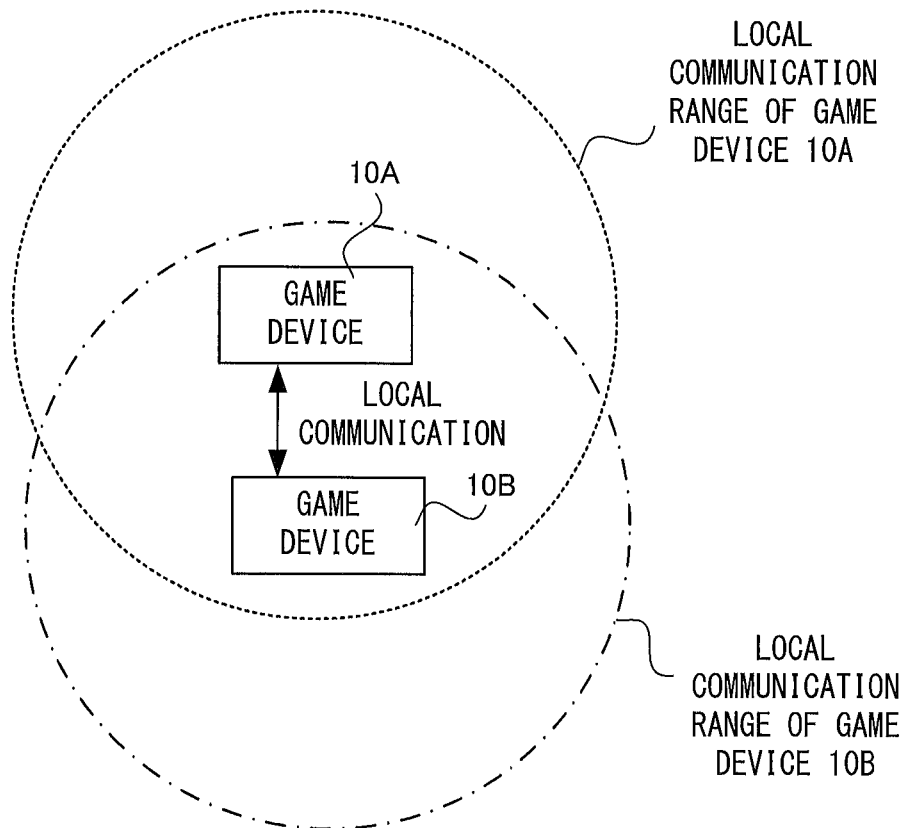 LOCAL
COMMUNICATION
RANGE OF GAME
DEVICE 10A
10A
GAME
DEVICE
LOCAL
COMMUNICATION
10B
GAME
DEVICE
LOCAL
COMMUNICATION
RANGE OF GAME
DEVICE 10B